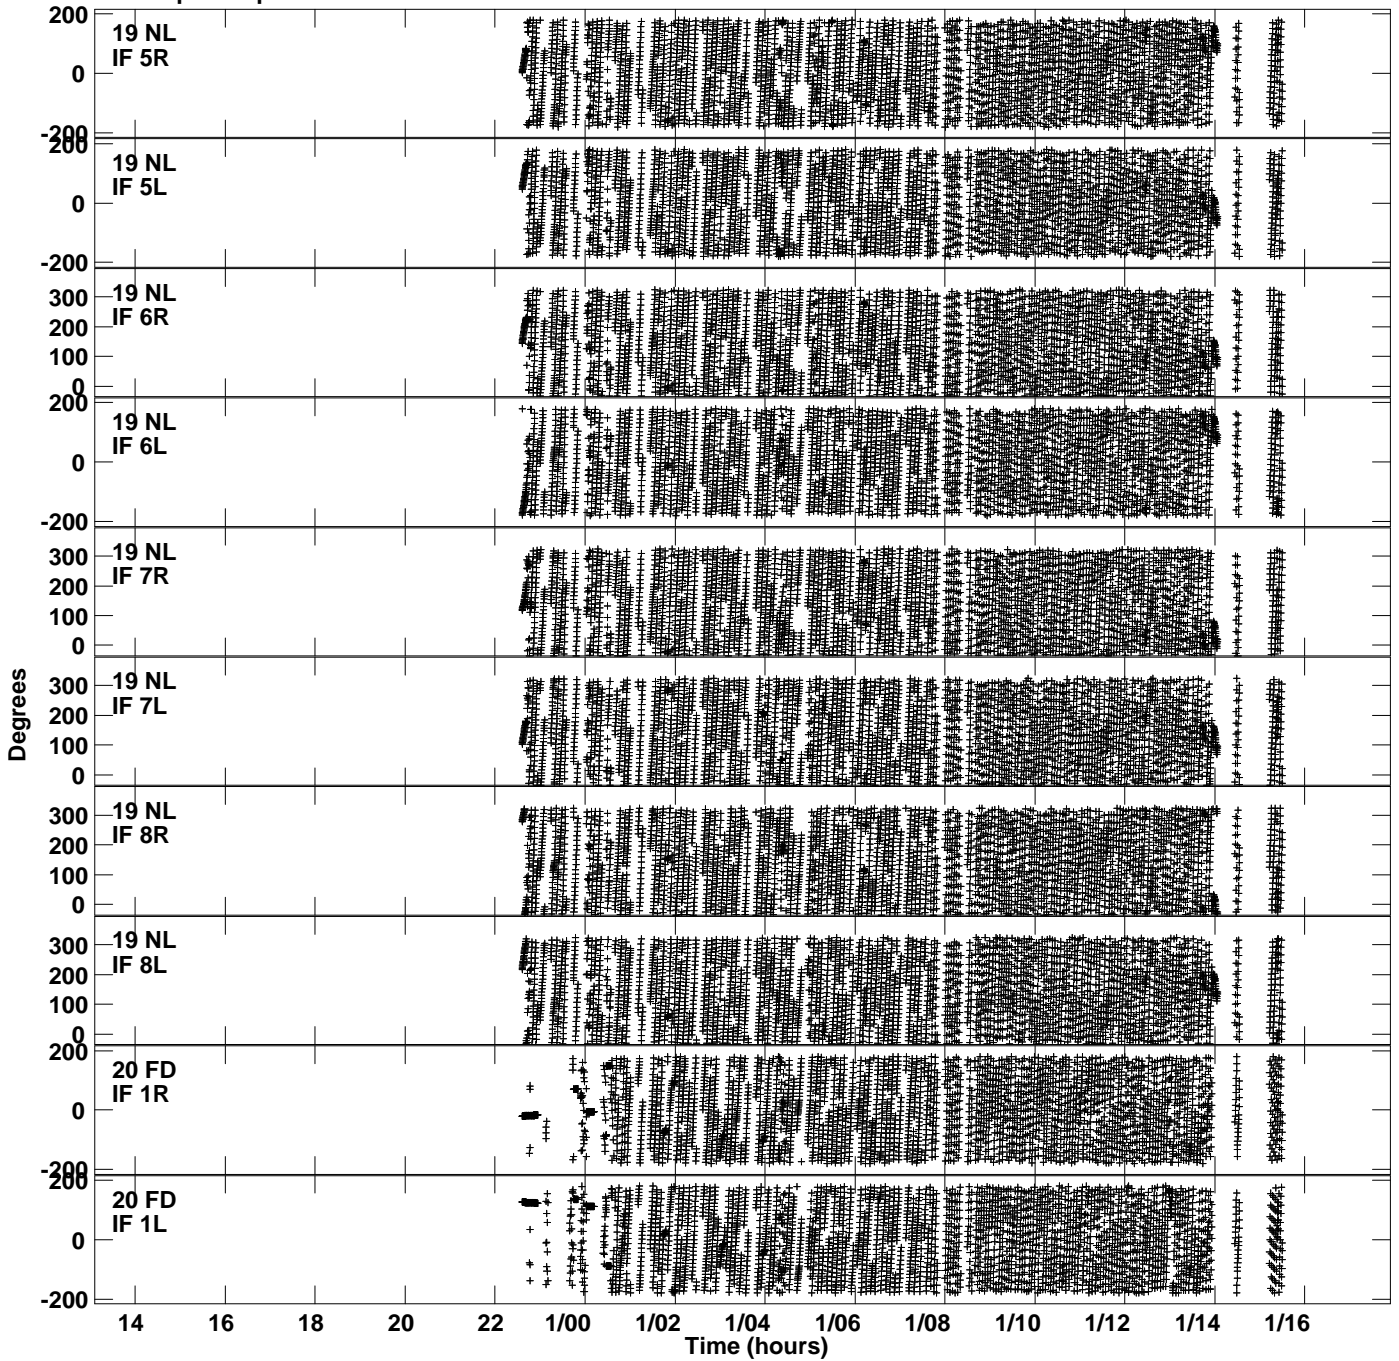 200
19 NL
IF 5R
0
-200
200
19 NL
IF 5L
0
-200
19 NL
IF 6R
300
200
100
0
200
19 NL
IF 6L
0
-200
19 NL
IF 7R
300
200
100
0
19 NL
IF 7L
300
200
100
0
19 NL
IF 8R
300
200
100
0
19 NL
IF 8L
300
200
100
0
200
20 FD
IF 1R
0
-200
200
20 FD
IF 1L
0
-200
Degrees
14 16 18 20 22 1/00 1/02 1/04 1/06 1/08 1/10 1/12 1/14 1/16
Time (hours)